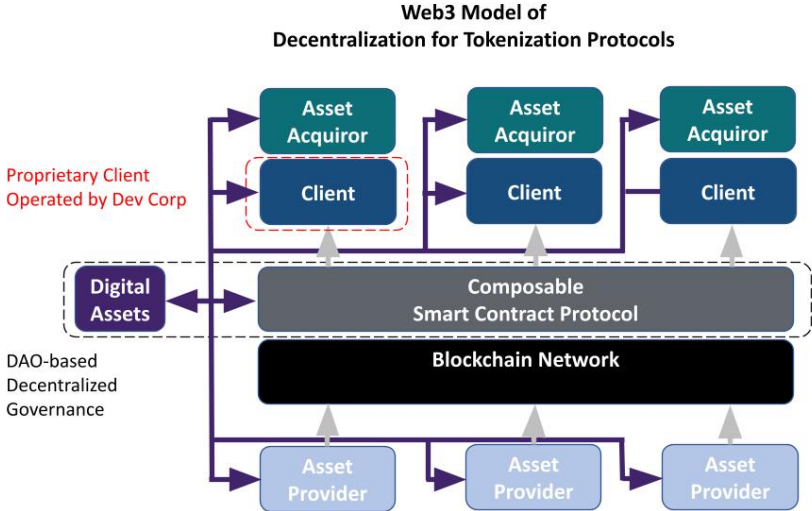 Web3 Model of
Decentralization for Tokenization Protocols
Asset
Acquiror
Asset
Acquiror
Asset
Acquiror
Proprietary Client
Operated by Dev Corp
Client
Client
Client
Digital
Assets
Composable
Smart Contract Protocol
DAO-based
Decentralized
Governance
Blockchain Network
Asset
Provider
Asset
Provider
Asset
Provider